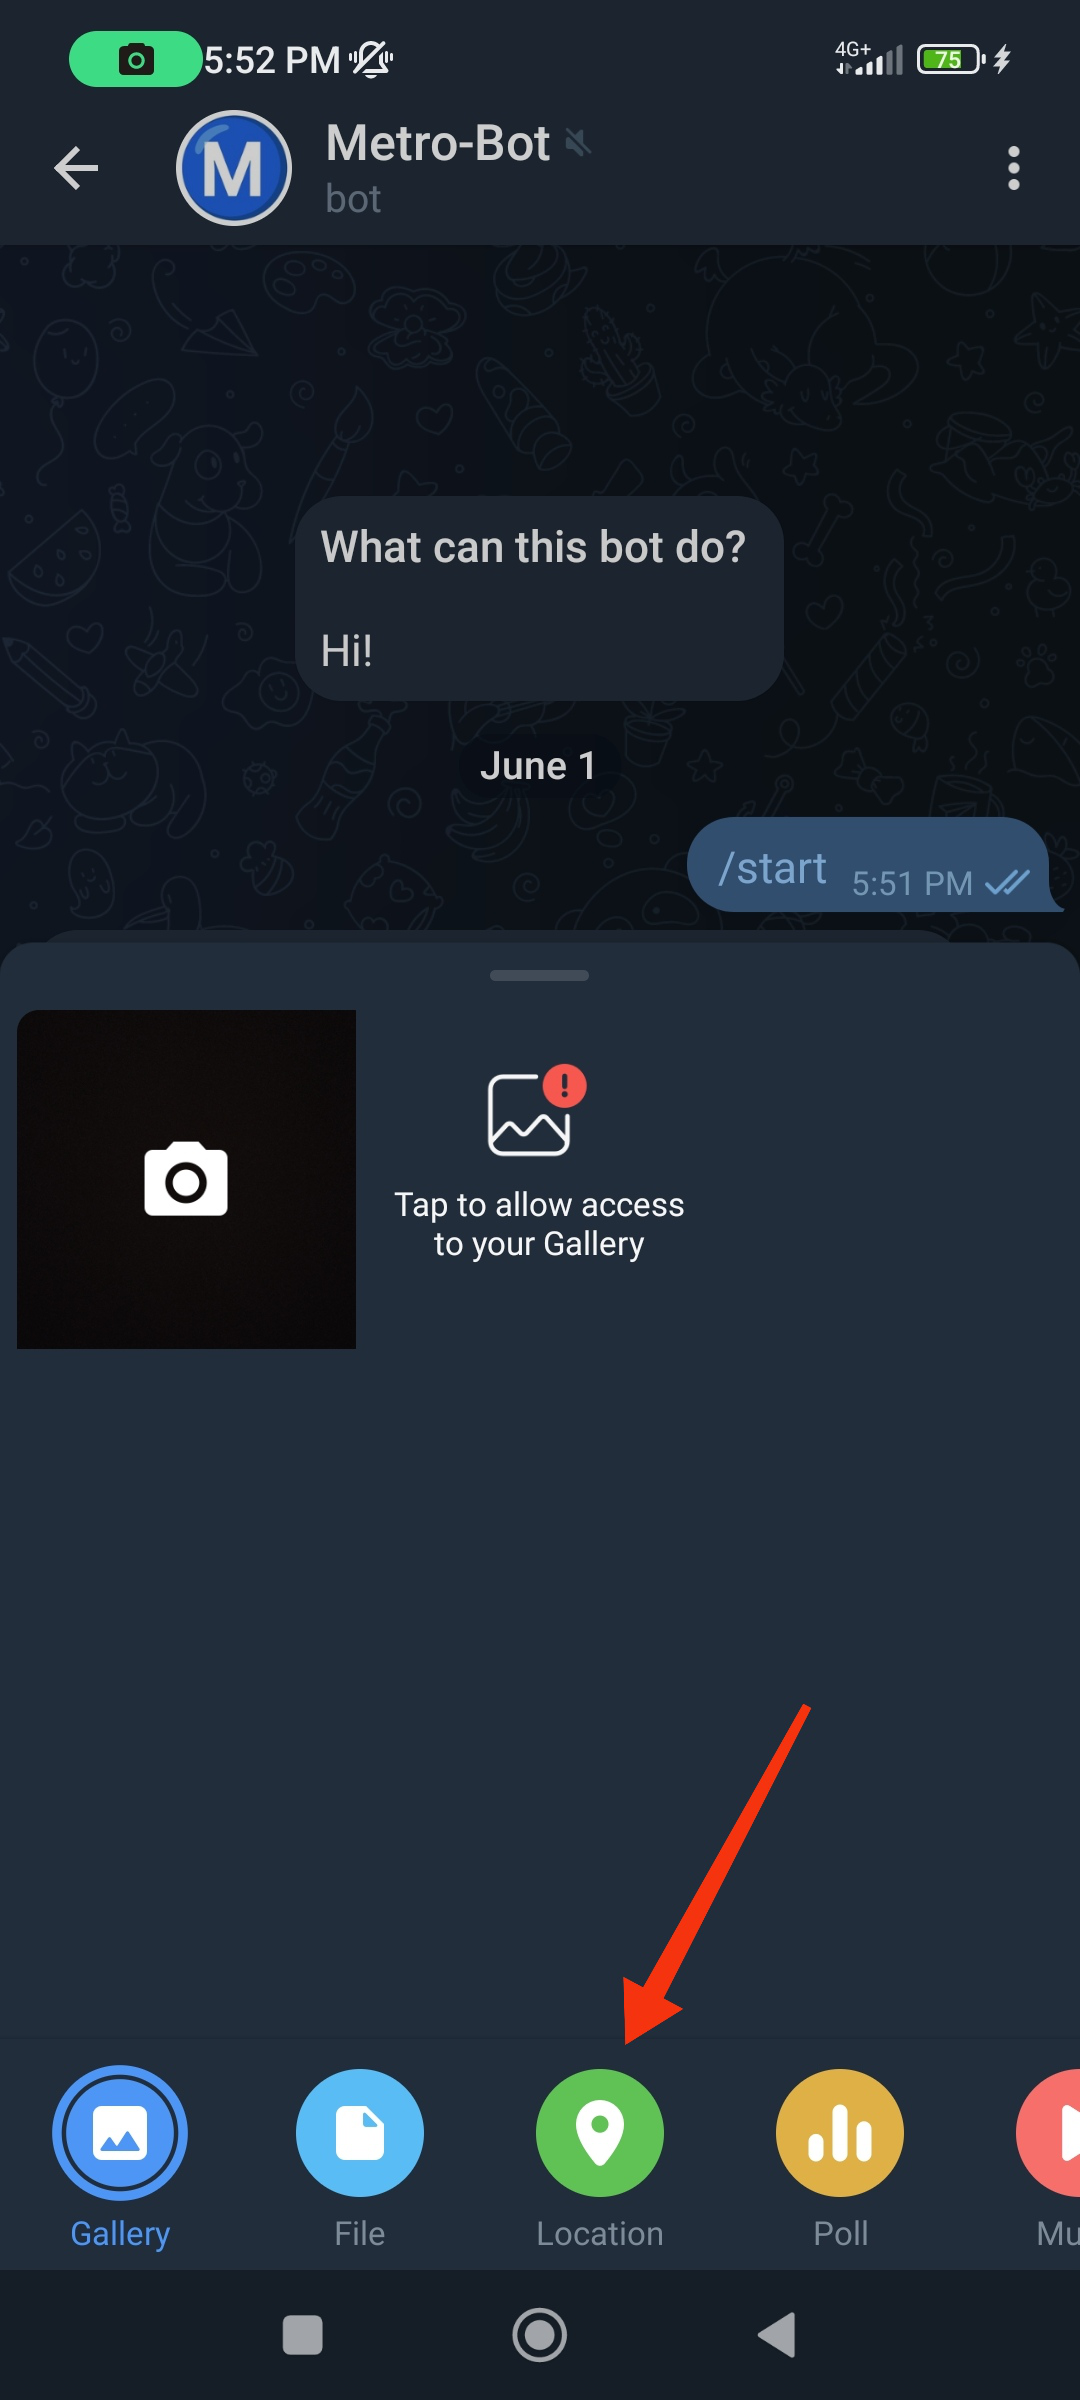 5:52 PM
4G+
75
M
Metro-Bot
bot
What can this bot do?
Hi!
June 1
/start 5:51 PM
Tap to allow access
to your Gallery
Gallery
File
Location
Poll
Mu